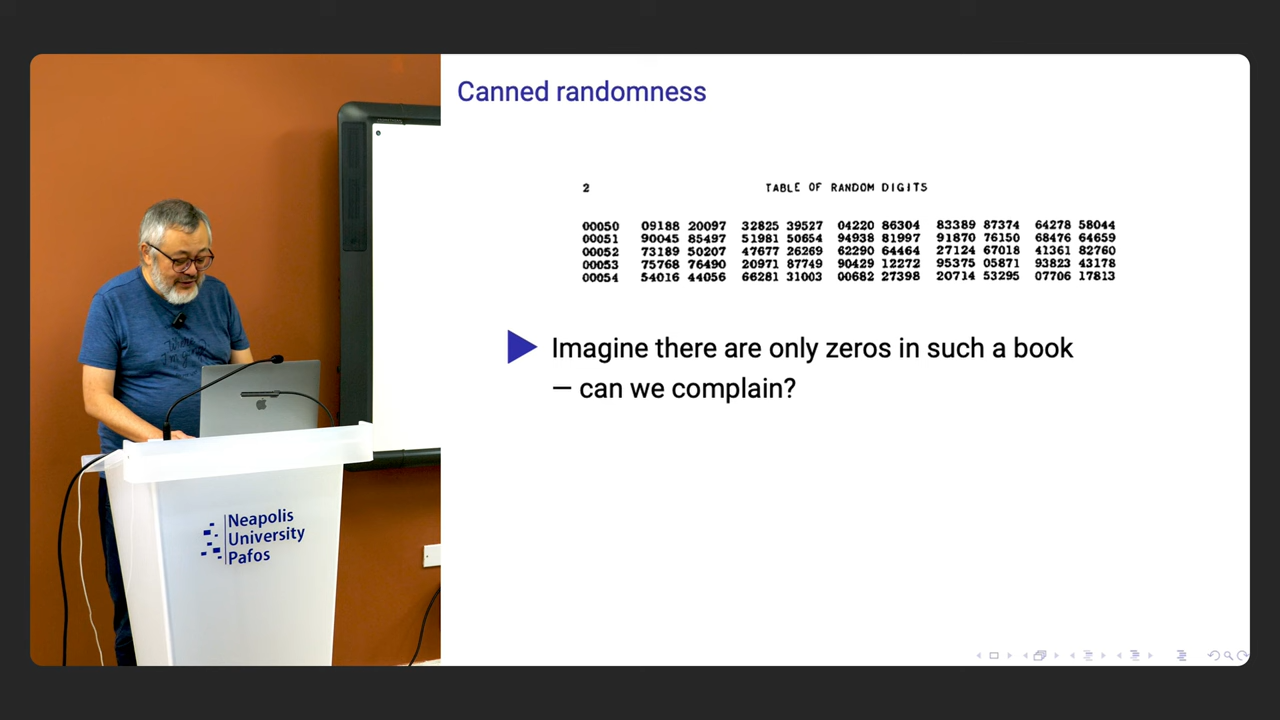 Canned randomness
2 TABLE OF RANDOM DIGITS
00050 09188 20097 32825 39527 04220 86304 83389 87374 64278 58044
00051 90045 85497 51981 50654 94938 81997 91870 76150 68476 64659
00052 73189 50207 47677 26269 62290 64464 27124 67018 41361 82760
00053 75768 76490 20971 87749 90429 12272 95375 05871 93823 43178
00054 54016 44056 66281 31003 00682 27398 20714 53295 07706 17813
Imagine there are only zeros in such a book
— can we complain?
Neapolis
University
Pafos